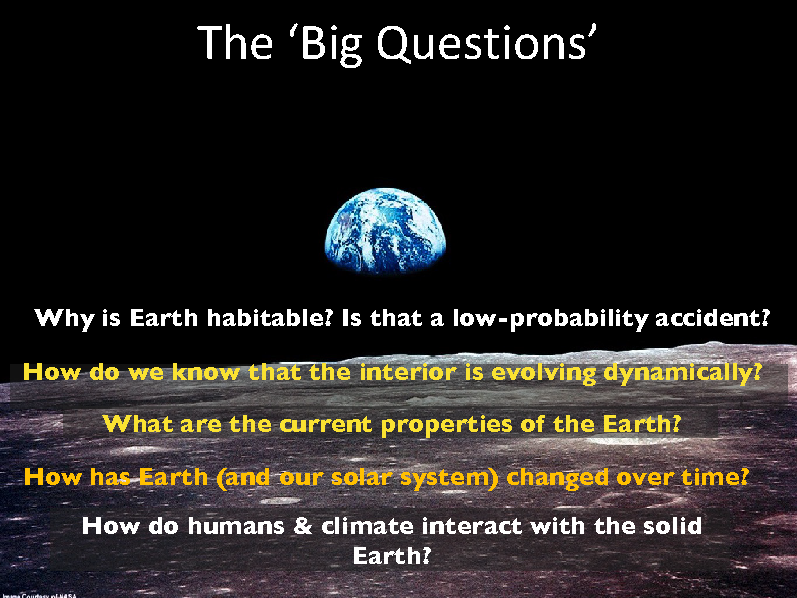 The ‘Big Questions’
Why is Earth habitable? Is that a low-probability accident?
How do we know that the interior is evolving dynamically?
What are the current properties of the Earth?
How has Earth (and our solar system) changed over time?
How do humans & climate interact with the solid
Earth?
Image Courtesy of NASA